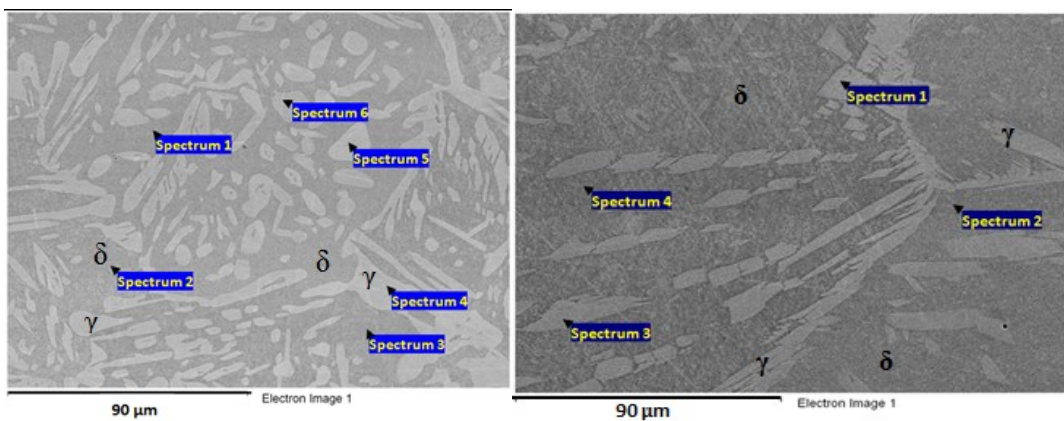 Spectrum 6
Spectrum 1
Spectrum 5
δ
δ
γ
Spectrum 2
Spectrum 4
γ
Spectrum 3
90 µm
Electron Image 1
δ
Spectrum 1
γ
Spectrum 4
Spectrum 2
Spectrum 3
γ
δ
90 µm
Electron Image 1